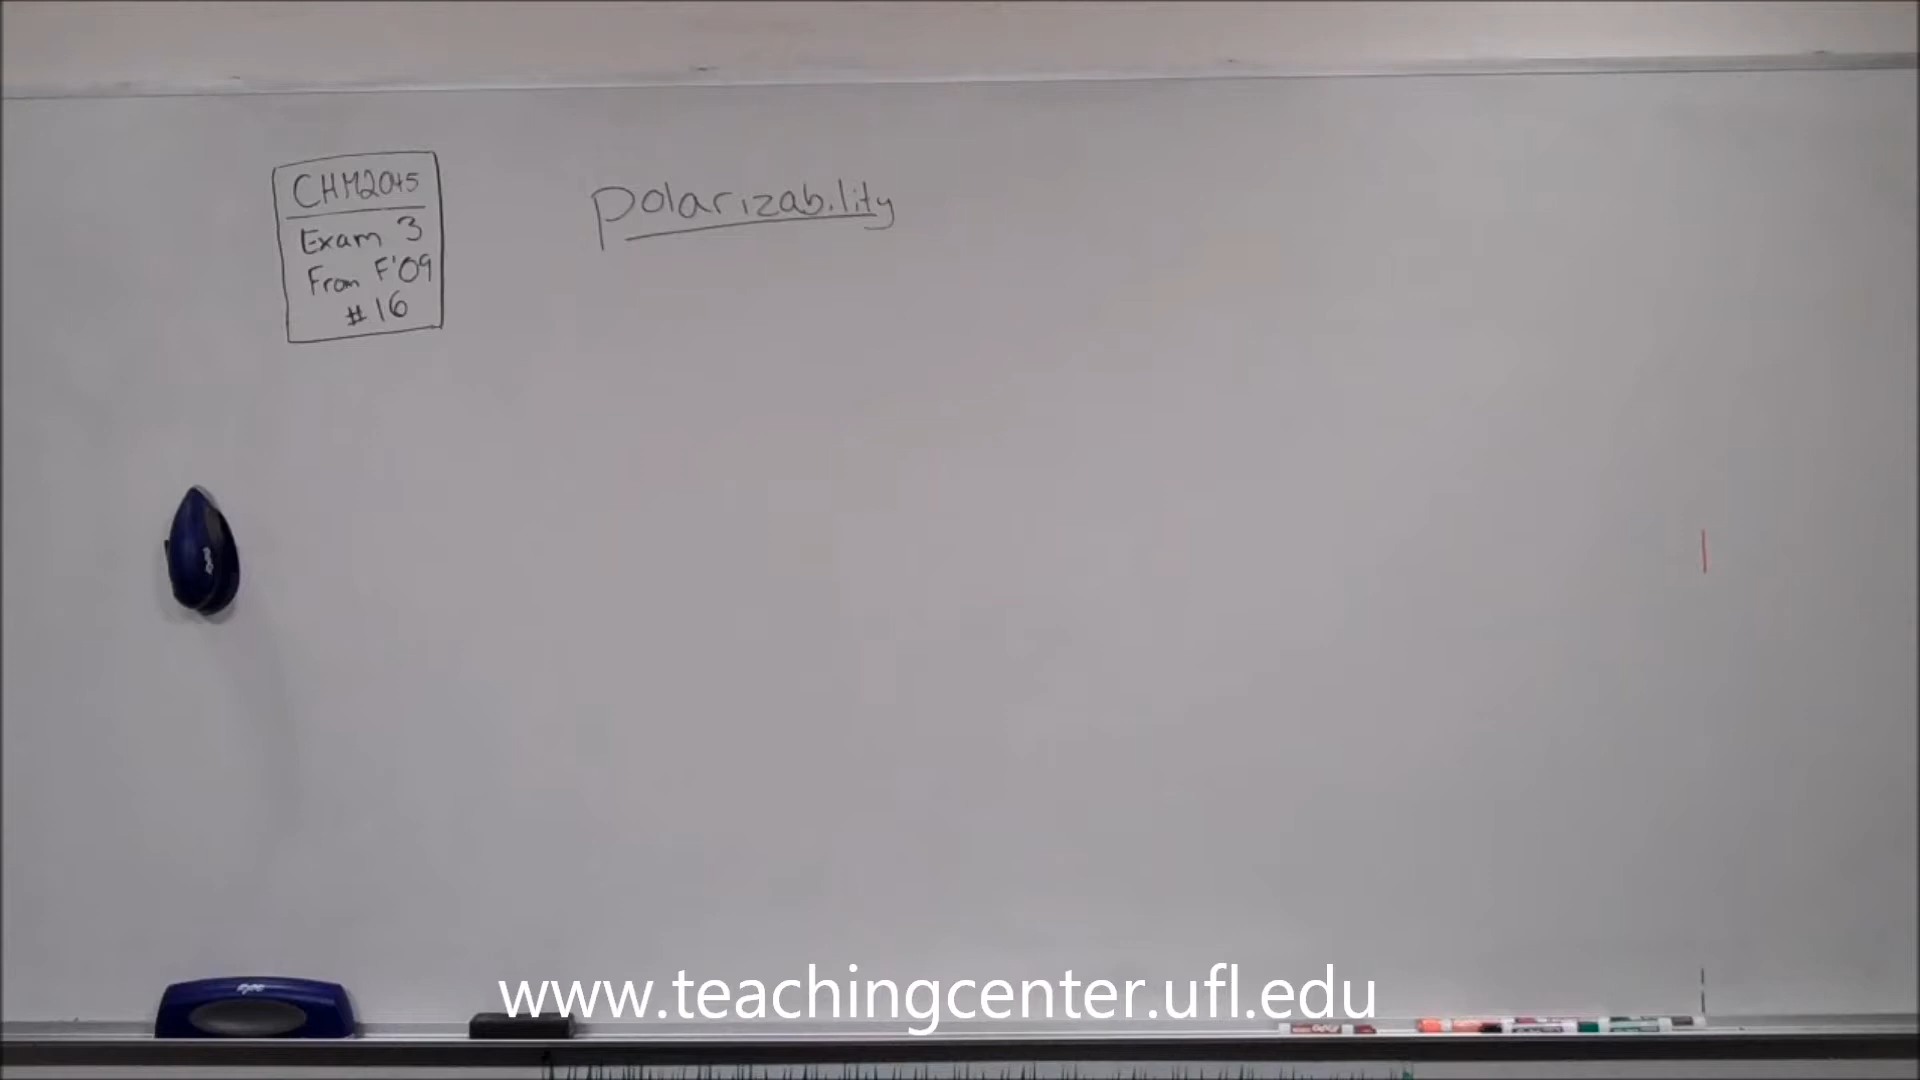 CHM2045
Exam 3
From F'09
#16
polarizability
www.teachingcenter.ufl.edu